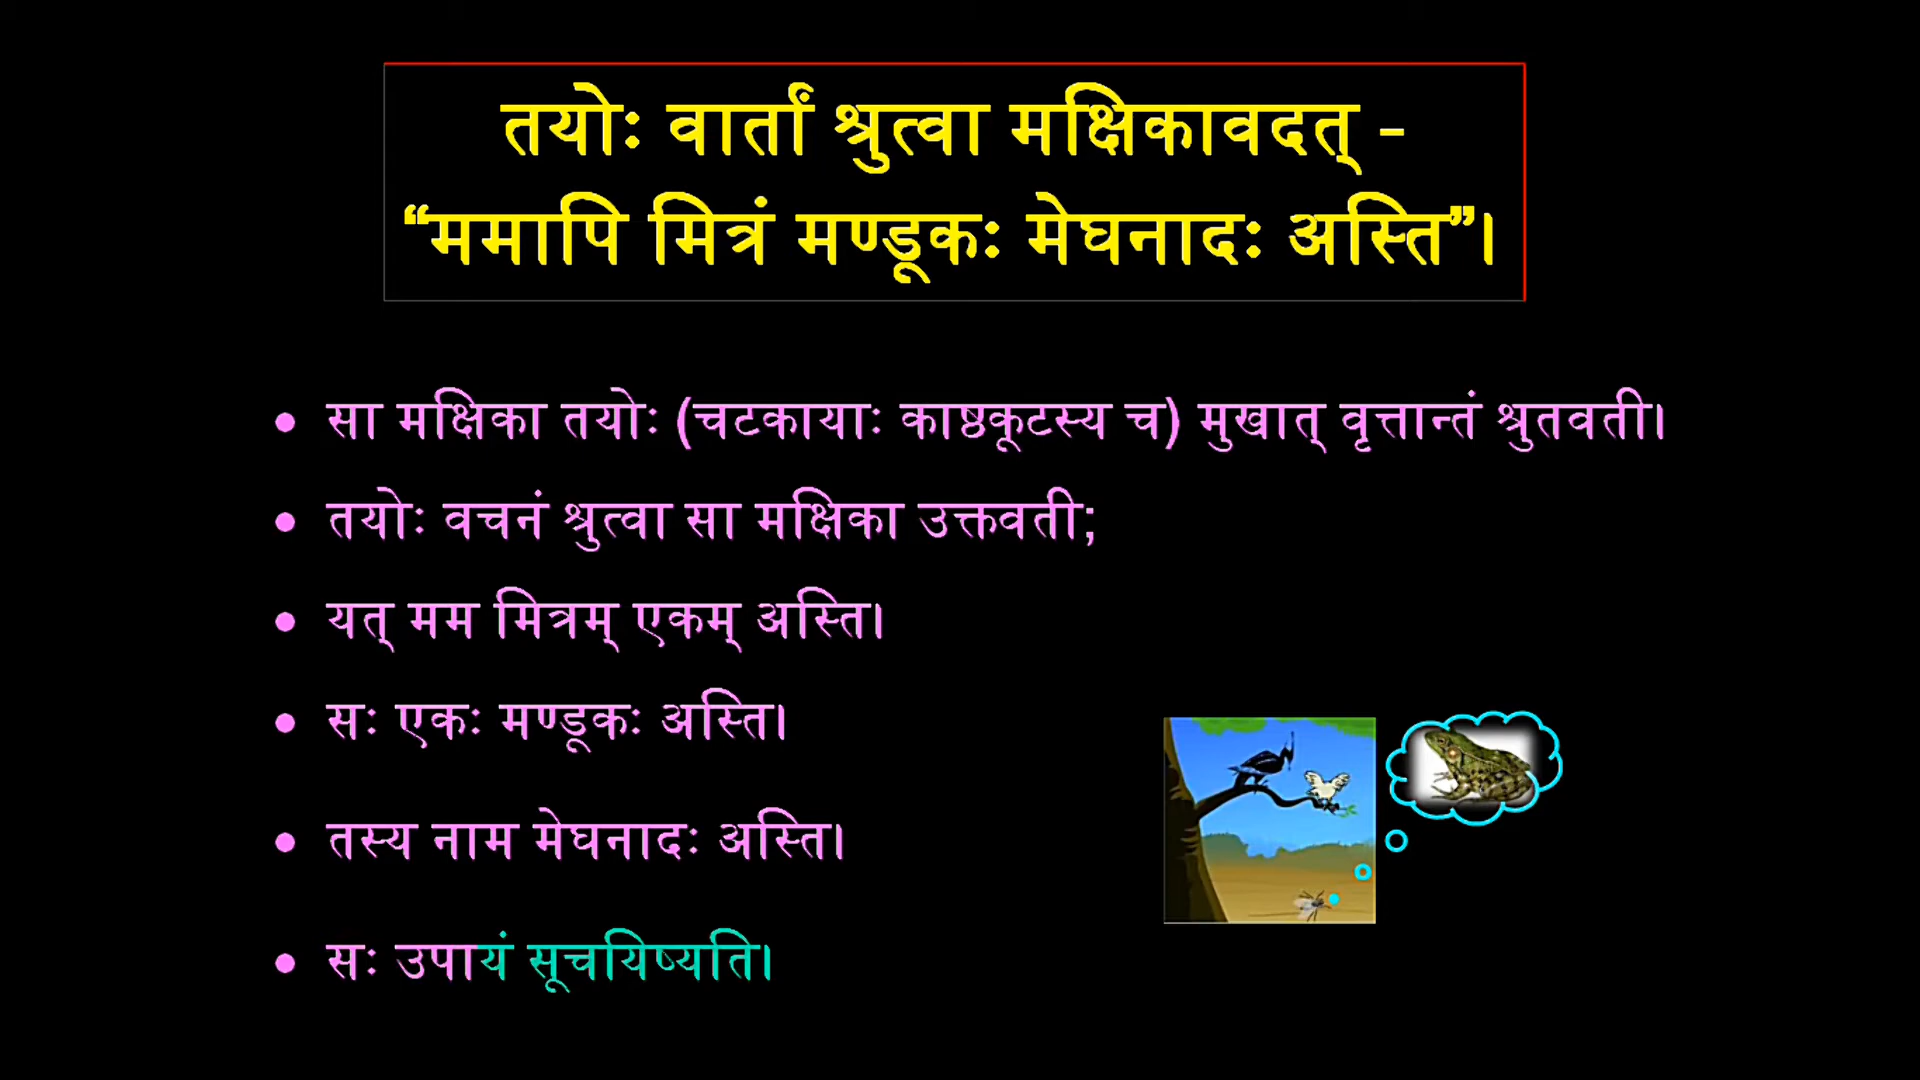 तयोः वार्तां श्रुत्वा मक्षिकावदत् -
“ममापि मित्रं मण्डूकः मेघनादः अस्ति”।
• सा मक्षिका तयोः (चटकायाः काष्ठकूटस्य च) मुखात् वृत्तान्तं श्रुतवती।
• तयोः वचनं श्रुत्वा सा मक्षिका उक्तवती;
• यत् मम मित्रम् एकम् अस्ति।
• सः एकः मण्डूकः अस्ति।
• तस्य नाम मेघनादः अस्ति।
• सः उपायं सूचयिष्यति।